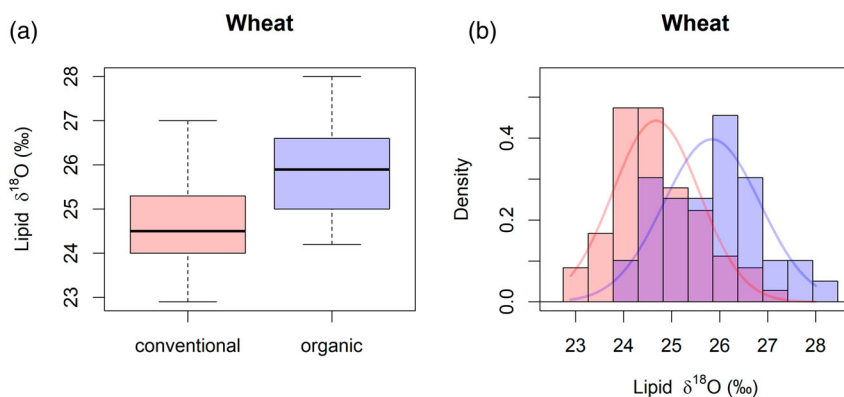 (a)
Wheat
Lipid δ¹⁸O (‰)
28
27
26
25
24
23
conventional organic
(b)
Wheat
Density
0.4
0.2
0.0
23 24 25 26 27 28
Lipid δ¹⁸O (‰)